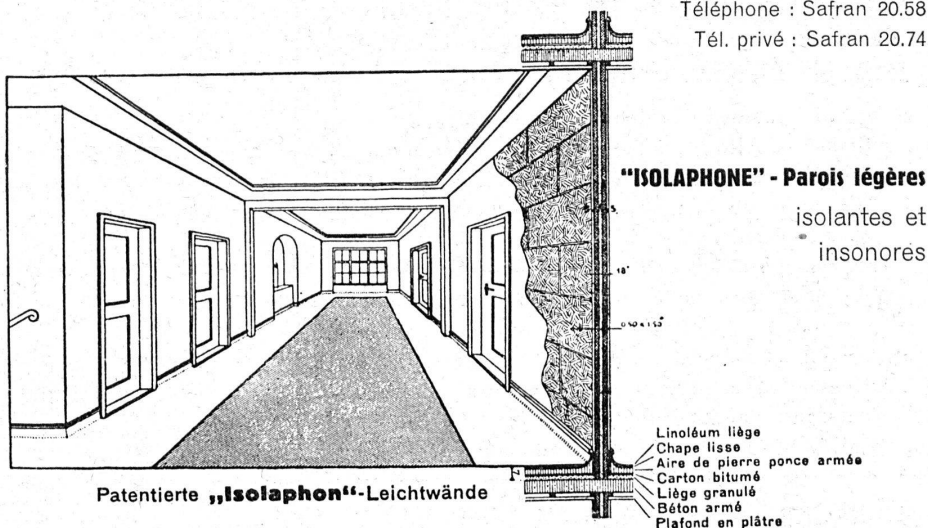 Téléphone : Safran 20.58
Tél. privé : Safran 20.74
“ISOLAPHONE” - Parois légères
isolantes et
insonores
18
Linoléum liège
Chape lisse
Aire de pierre ponce armée
Carton bitumé
Liège granulé
Béton armé
Plafond en plâtre
Patentierte „Isolaphon“-Leichtwände